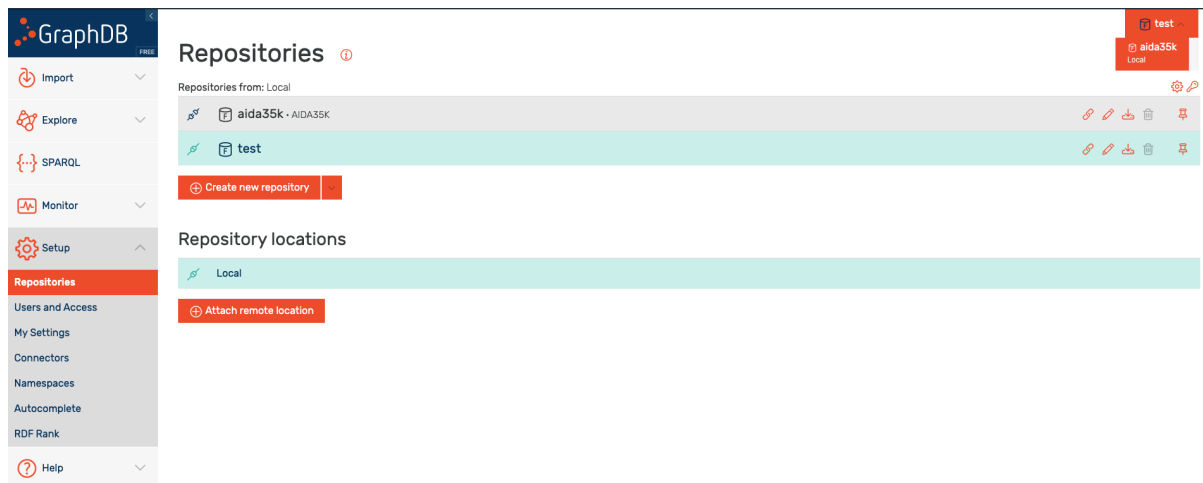 GraphDB
FREE
Import
Explore
SPARQL
Monitor
Setup
Repositories
Users and Access
My Settings
Connectors
Namespaces
Autocomplete
RDF Rank
Help
test
aida35k
Local
Repositories
Repositories from: Local
aida35k · AIDA35K
test
Create new repository
Repository locations
Local
Attach remote location